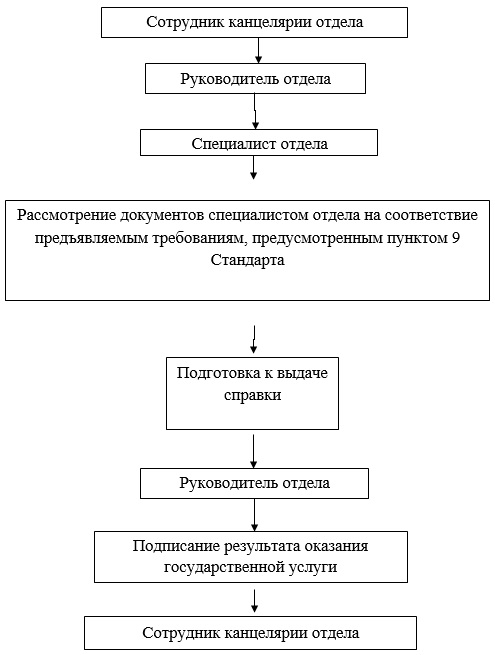 Сотрудник канцелярии отдела
Руководитель отдела
Специалист отдела
Рассмотрение документов специалистом отдела на соответствие
предъявляемым требованиям, предусмотренным пунктом 9
Стандарта
Подготовка к выдаче
справки
Руководитель отдела
Подписание результата оказания
государственной услуги
Сотрудник канцелярии отдела